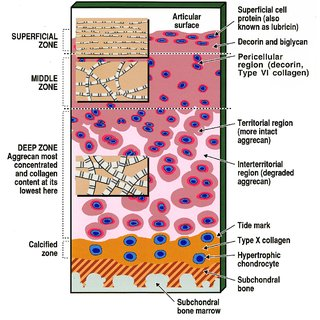 Articular
surface
SUPERFICIAL
ZONE
MIDDLE
ZONE
DEEP ZONE
Aggrecan most
concentrated
and collagen
content at its
lowest here
Calcified
zone
Superficial cell
protein (also
known as lubricin)
Decorin and biglycan
Pericellular
region (decorin,
Type VI collagen)
Territorial region
(more intact
aggrecan)
Interterritorial
region (degraded
aggrecan)
Tide mark
Type X collagen
Hypertrophic
chondrocyte
Subchondral
bone
Subchondral
bone marrow